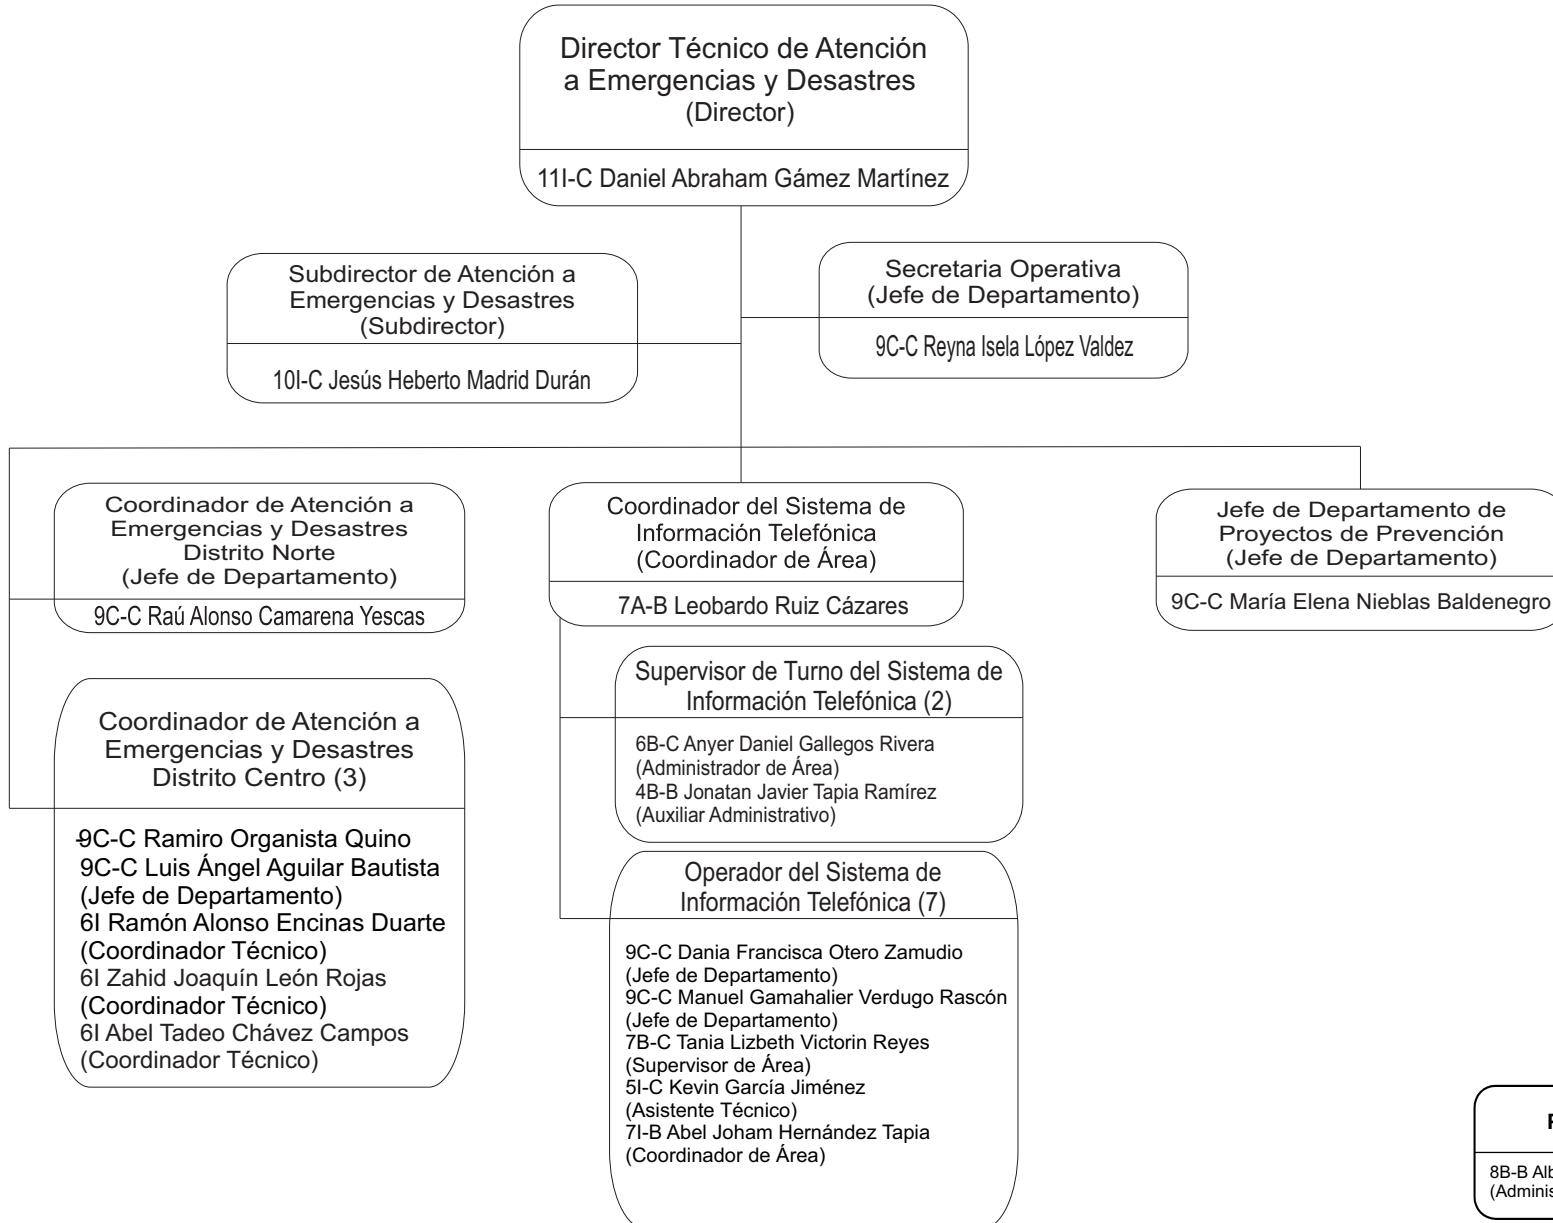 Director Técnico de Atención
a Emergencias y Desastres
(Director)
11I-C Daniel Abraham Gámez Martínez
Subdirector de Atención a
Emergencias y Desastres
(Subdirector)
10I-C Jesús Heberto Madrid Durán
Secretaria Operativa
(Jefe de Departamento)
9C-C Reyna Isela López Valdez
Coordinador de Atención a
Emergencias y Desastres
Distrito Norte
(Jefe de Departamento)
9C-C Raú Alonso Camarena Yescas
Coordinador de Atención a
Emergencias y Desastres
Distrito Centro (3)
-9C-C Ramiro Organista Quino
9C-C Luis Ángel Aguilar Bautista
(Jefe de Departamento)
6I Ramón Alonso Encinas Duarte
(Coordinador Técnico)
6I Zahid Joaquín León Rojas
(Coordinador Técnico)
6I Abel Tadeo Chávez Campos
(Coordinador Técnico)
Coordinador del Sistema de
Información Telefónica
(Coordinador de Área)
7A-B Leobardo Ruiz Cázares
Supervisor de Turno del Sistema de
Información Telefónica (2)
6B-C Anyer Daniel Gallegos Rivera
(Administrador de Área)
4B-B Jonatan Javier Tapia Ramírez
(Auxiliar Administrativo)
Operador del Sistema de
Información Telefónica (7)
9C-C Dania Francisca Otero Zamudio
(Jefe de Departamento)
9C-C Manuel Gamahalier Verdugo Rascón
(Jefe de Departamento)
7B-C Tania Lizbeth Victorin Reyes
(Supervisor de Área)
5I-C Kevin García Jiménez
(Asistente Técnico)
7I-B Abel Joham Hernández Tapia
(Coordinador de Área)
Jefe de Departamento de
Proyectos de Prevención
(Jefe de Departamento)
9C-C María Elena Nieblas Baldenegro
8B-B